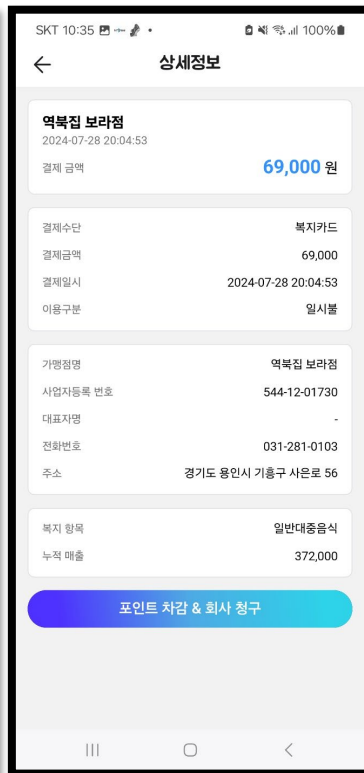 SKT 10:35
100%
상세정보
역북집 보라점
2024-07-28 20:04:53
결제 금액 69,000 원
결제수단 복지카드
결제금액 69,000
결제일시 2024-07-28 20:04:53
이용구분 일시불
가맹점명 역북집 보라점
사업자등록 번호 544-12-01730
대표자명 -
전화번호 031-281-0103
주소 경기도 용인시 기흥구 사은로 56
복지 항목 일반대중음식
누적 매출 372,000
포인트 차감 & 회사 청구